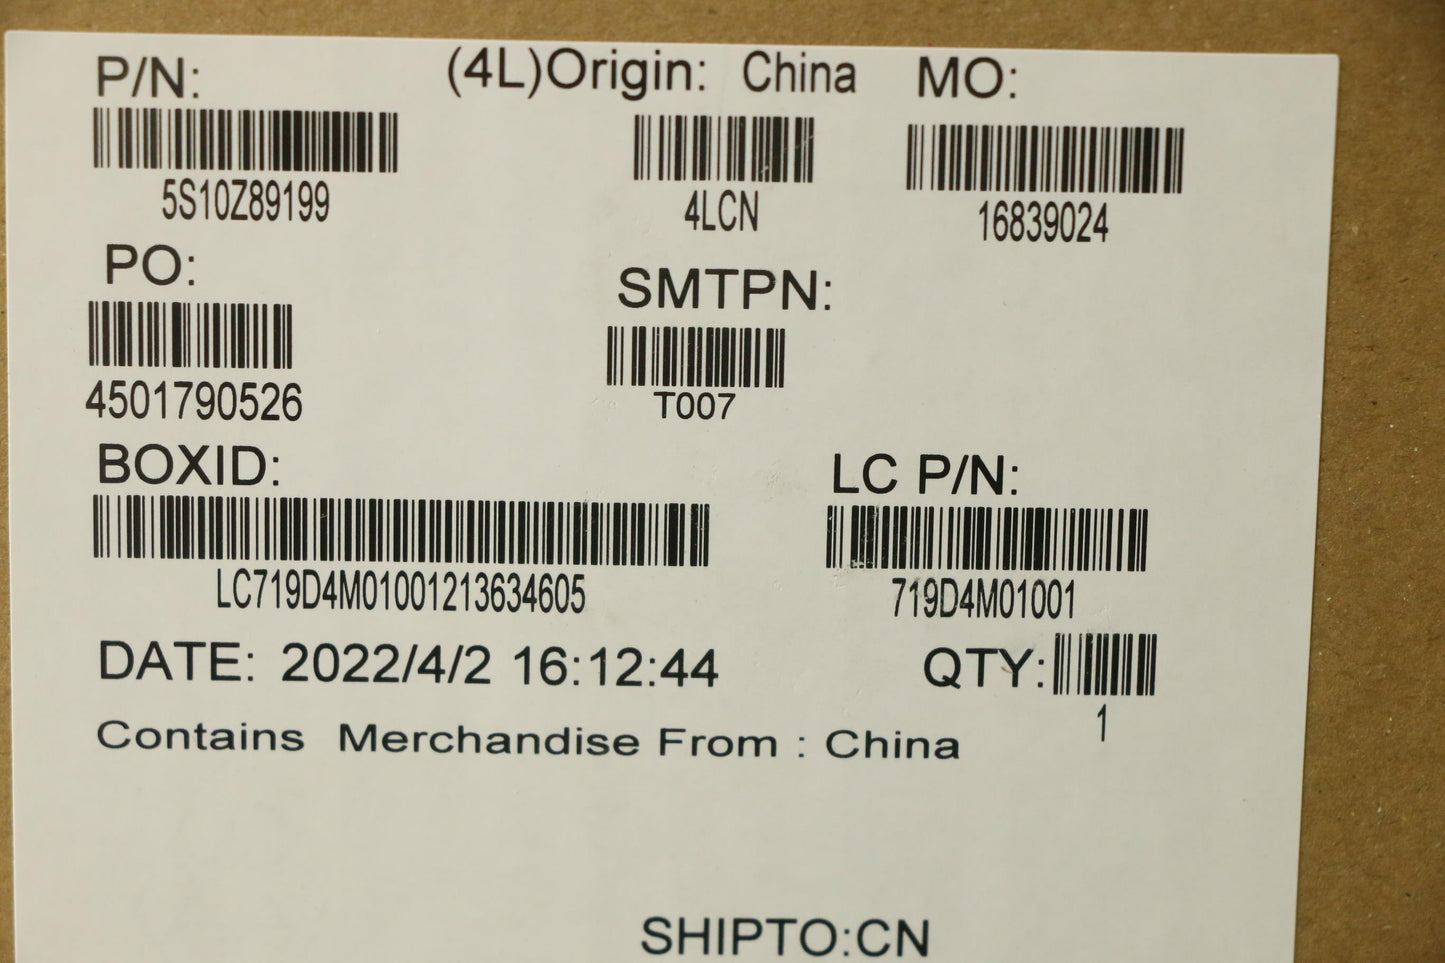 P/N: (4L)Origin: China MO:
5S10Z89199 4LCN 16839024
PO: SMTPN:
4501790526 T007
BOXID: LC P/N:
LC719D4M01001213634605 719D4M01001
DATE: 2022/4/2 16:12:44 QTY:
1
Contains Merchandise From : China
SHIPTO:CN